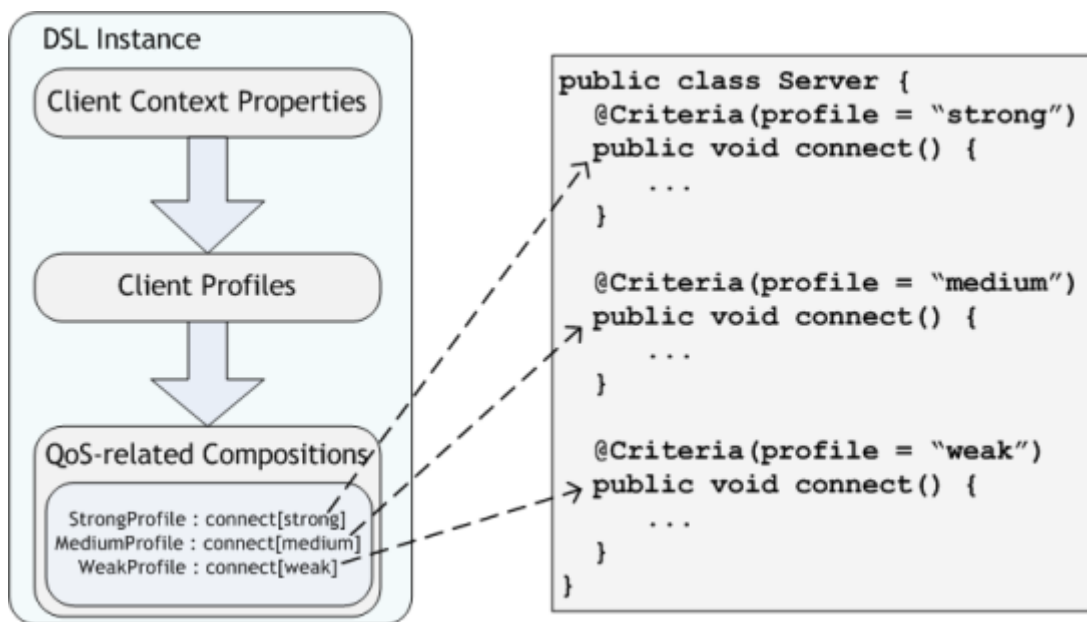 DSL Instance
Client Context Properties
Client Profiles
QoS-related Compositions
StrongProfile : connect[strong]
MediumProfile : connect[medium]
WeakProfile : connect[weak]
public class Server {
@Criteria(profile = “strong”)
public void connect() {
...
}
@Criteria(profile = “medium”)
public void connect() {
...
}
@Criteria(profile = “weak”)
public void connect() {
...
}
}